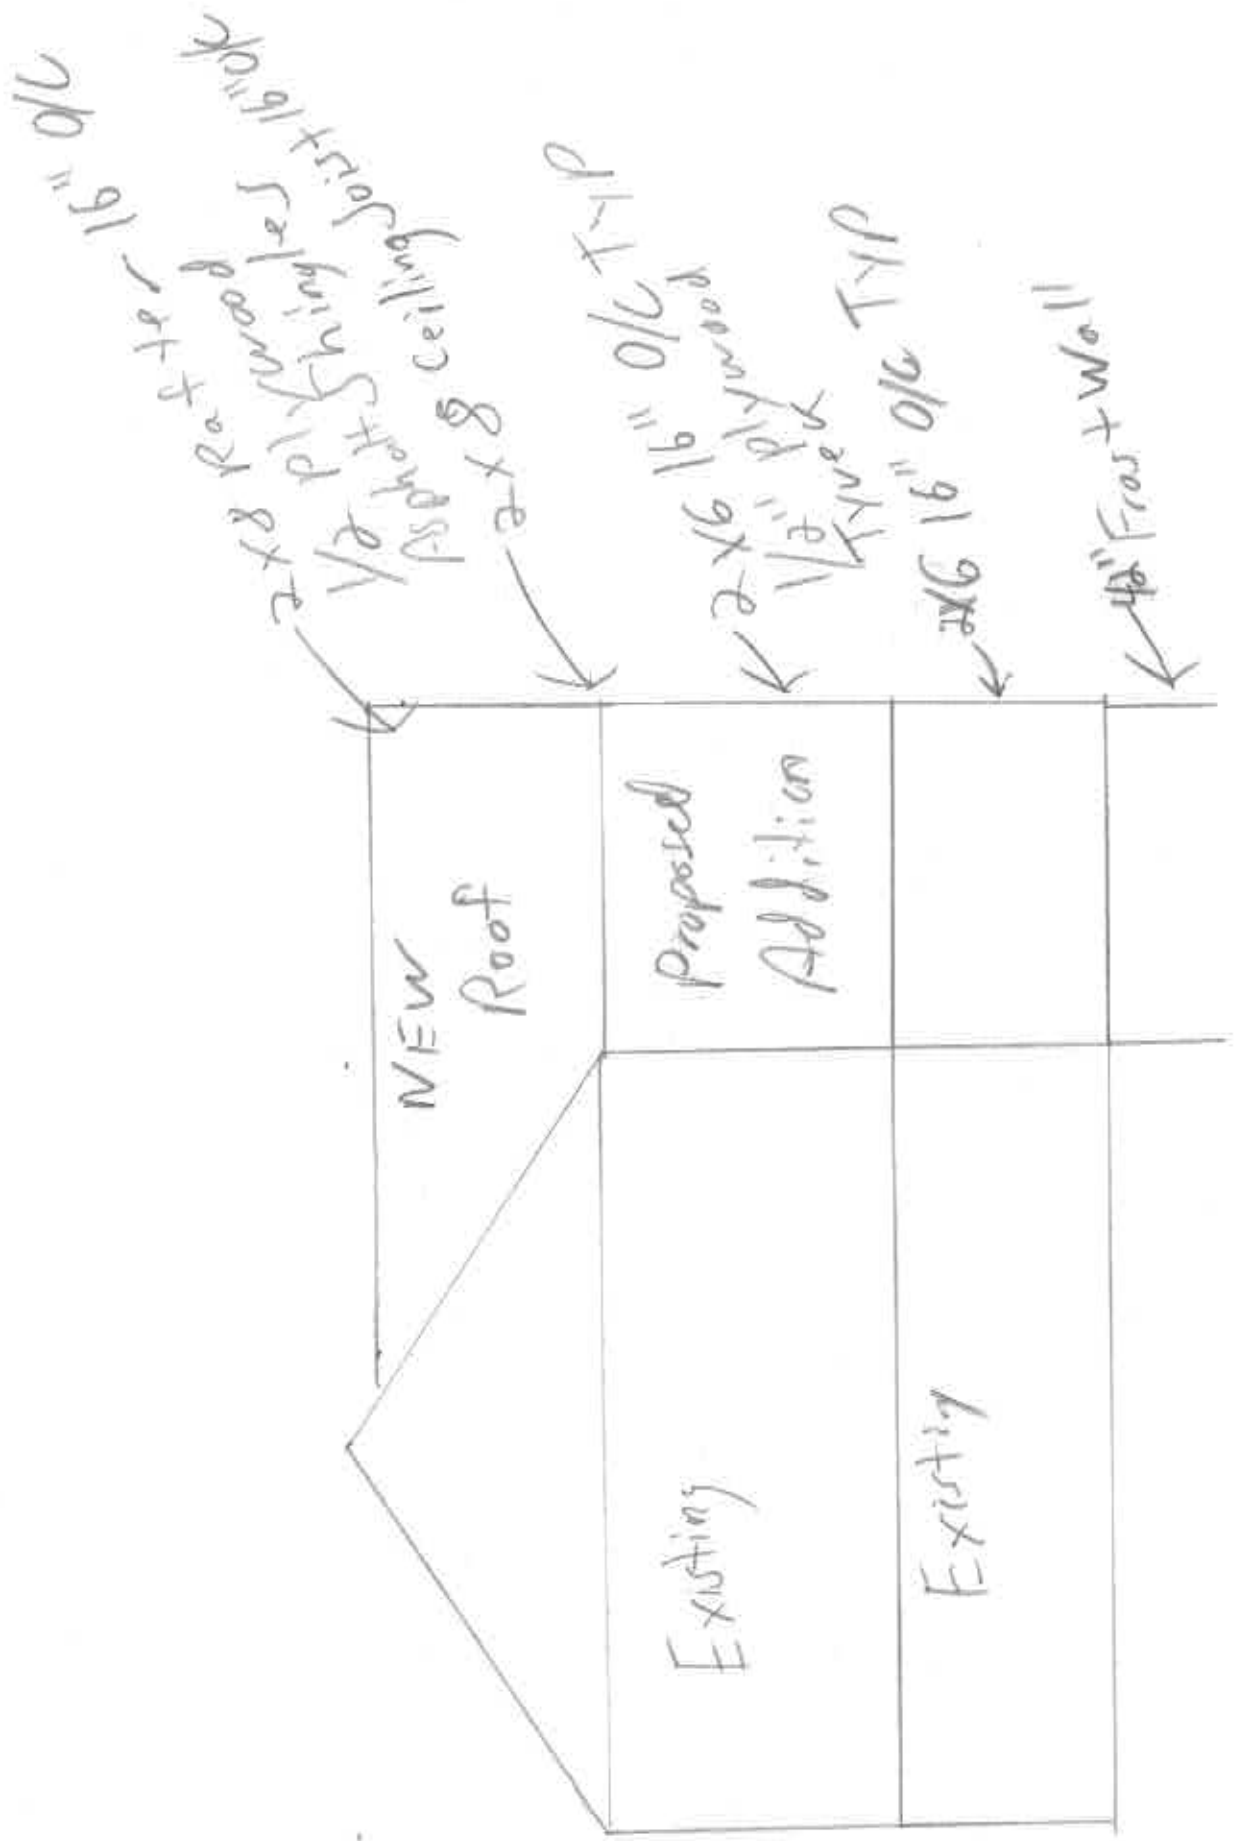 2x8 Rafter 16" O/C
1/2 plywood
Asphalt Shingles
2x8 Ceiling Joist 16" O/C
NEW
Roof
2x6 16" O/C TYP
1/2" plywood
Tyvek
Proposed
Addition
Existing
2x6 16" O/C TYP
Existing
Frost Wall